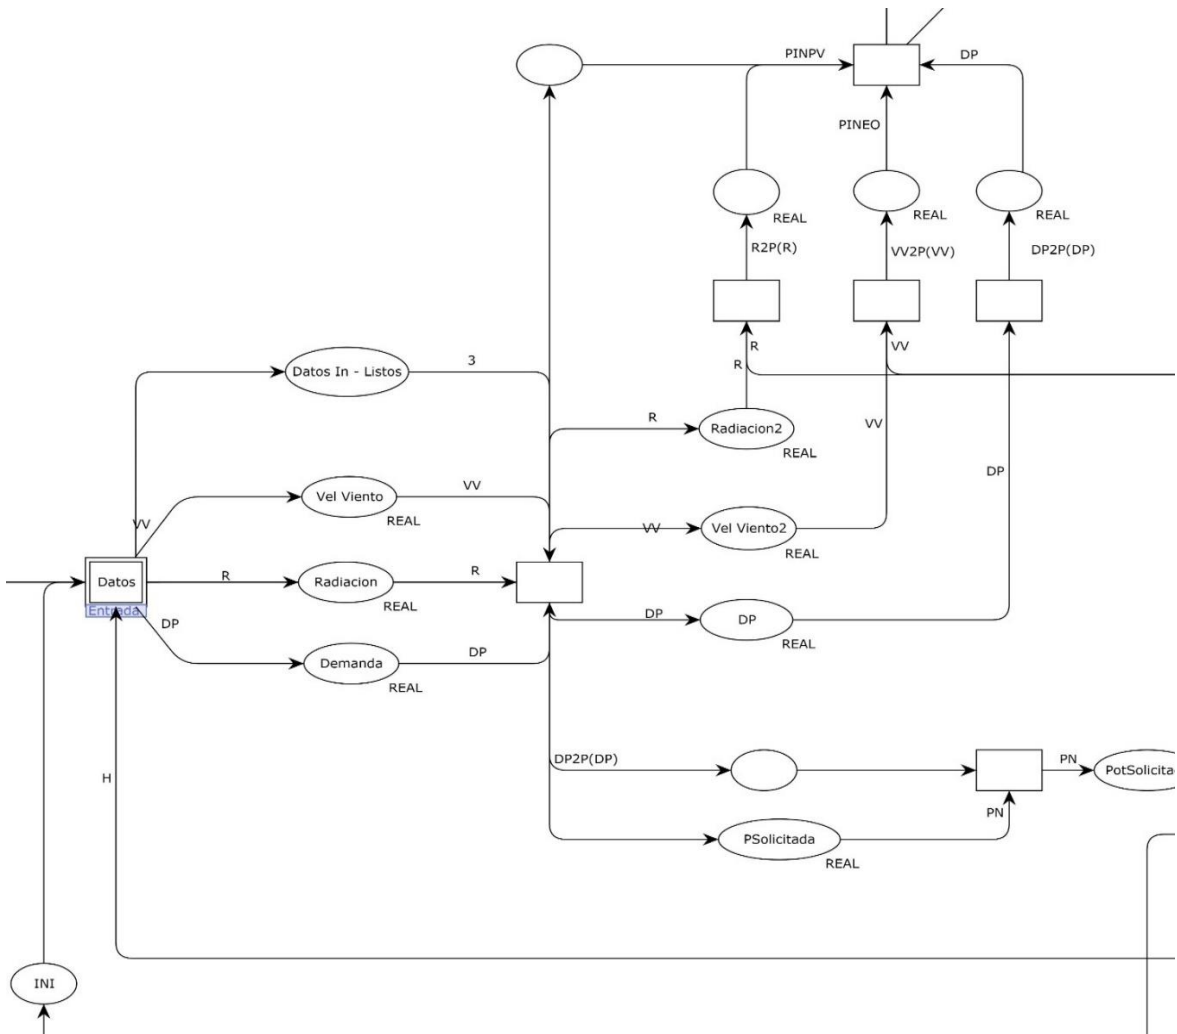 PINPV
DP
PINEO
REAL
REAL
REAL
R2P(R)
VV2P(VV)
DP2P(DP)
R
VV
R
3
Datos In - Listos
R
Radiacion2
REAL
VV
DP
VV
Vel Viento
VV
REAL
VV
Vel Viento2
REAL
Datos
R
Radiacion
R
REAL
Entrada
DP
DP
DP
REAL
Demanda
DP
REAL
DP2P(DP)
PN
PotSolicita
H
PN
PSolicitada
REAL
INI